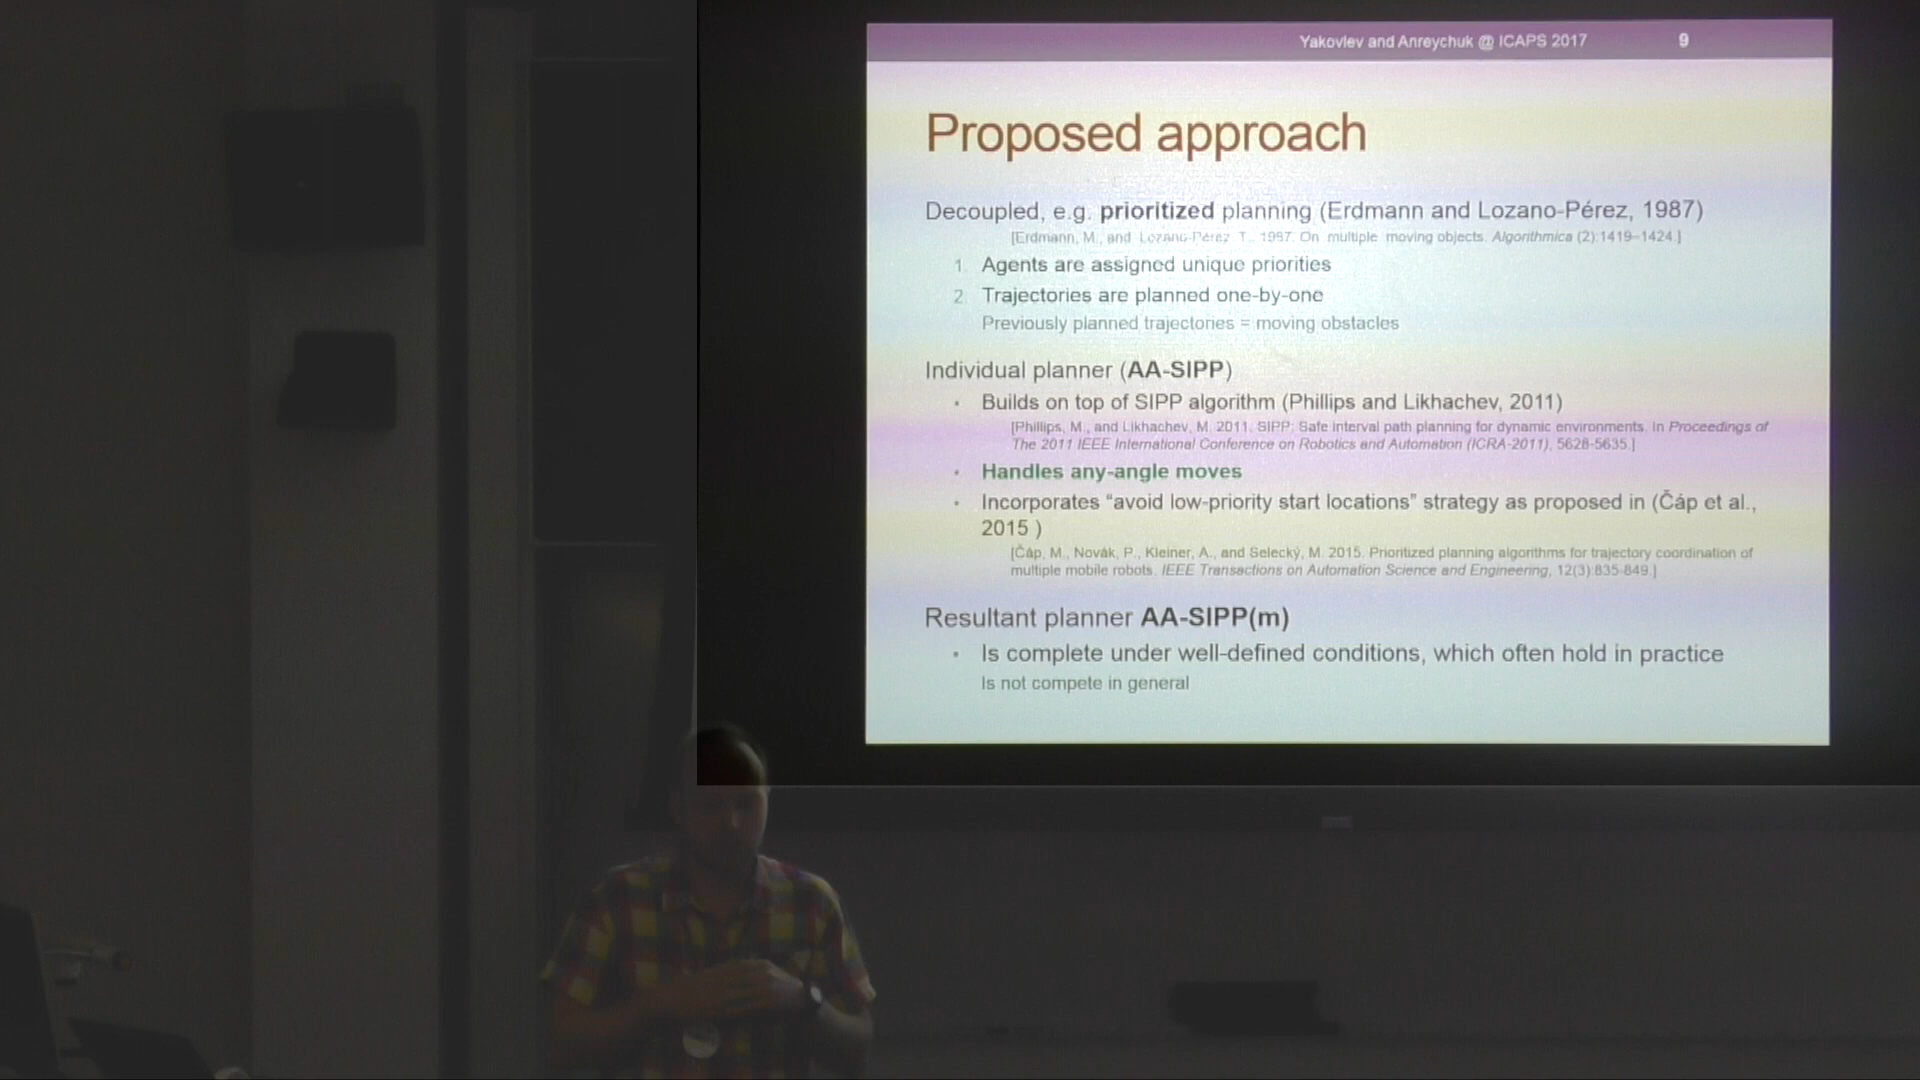 Yakovlev and Anreychuk @ ICAPS 2017 9
Proposed approach
Decoupled, e.g. prioritized planning (Erdmann and Lozano-Pérez, 1987)
[Erdmann, M., and Lozano-Perez T., 1987. On multiple moving objects. Algorithmica (2):1419–1424.]
1. Agents are assigned unique priorities
2. Trajectories are planned one-by-one
Previously planned trajectones = moving obstacles
Individual planner (AA-SIPP)
• Builds on top of SIPP algorithm (Phillips and Likhachev, 2011)
[Phillips, M., and Likhachev, M. 2011. SIPP: Safe interval path planning for dynamic environments. In Proceedings of
The 2011 IEEE International Conference on Robotics and Automation (ICRA-2011), 5628-5635.]
• Handles any-angle moves
• Incorporates “avoid low-priority start locations” strategy as proposed in (Čáp et al.,
2015 )
[Čáp, M., Novák, P., Kleiner, A., and Selecký, M. 2015. Prioritized planning algorithms for trajectory coordination of
multiple mobile robots. IEEE Transactions on Automation Science and Engineering, 12(3):835-849.]
Resultant planner AA-SIPP(m)
• Is complete under well-defined conditions, which often hold in practice
Is not compete in general